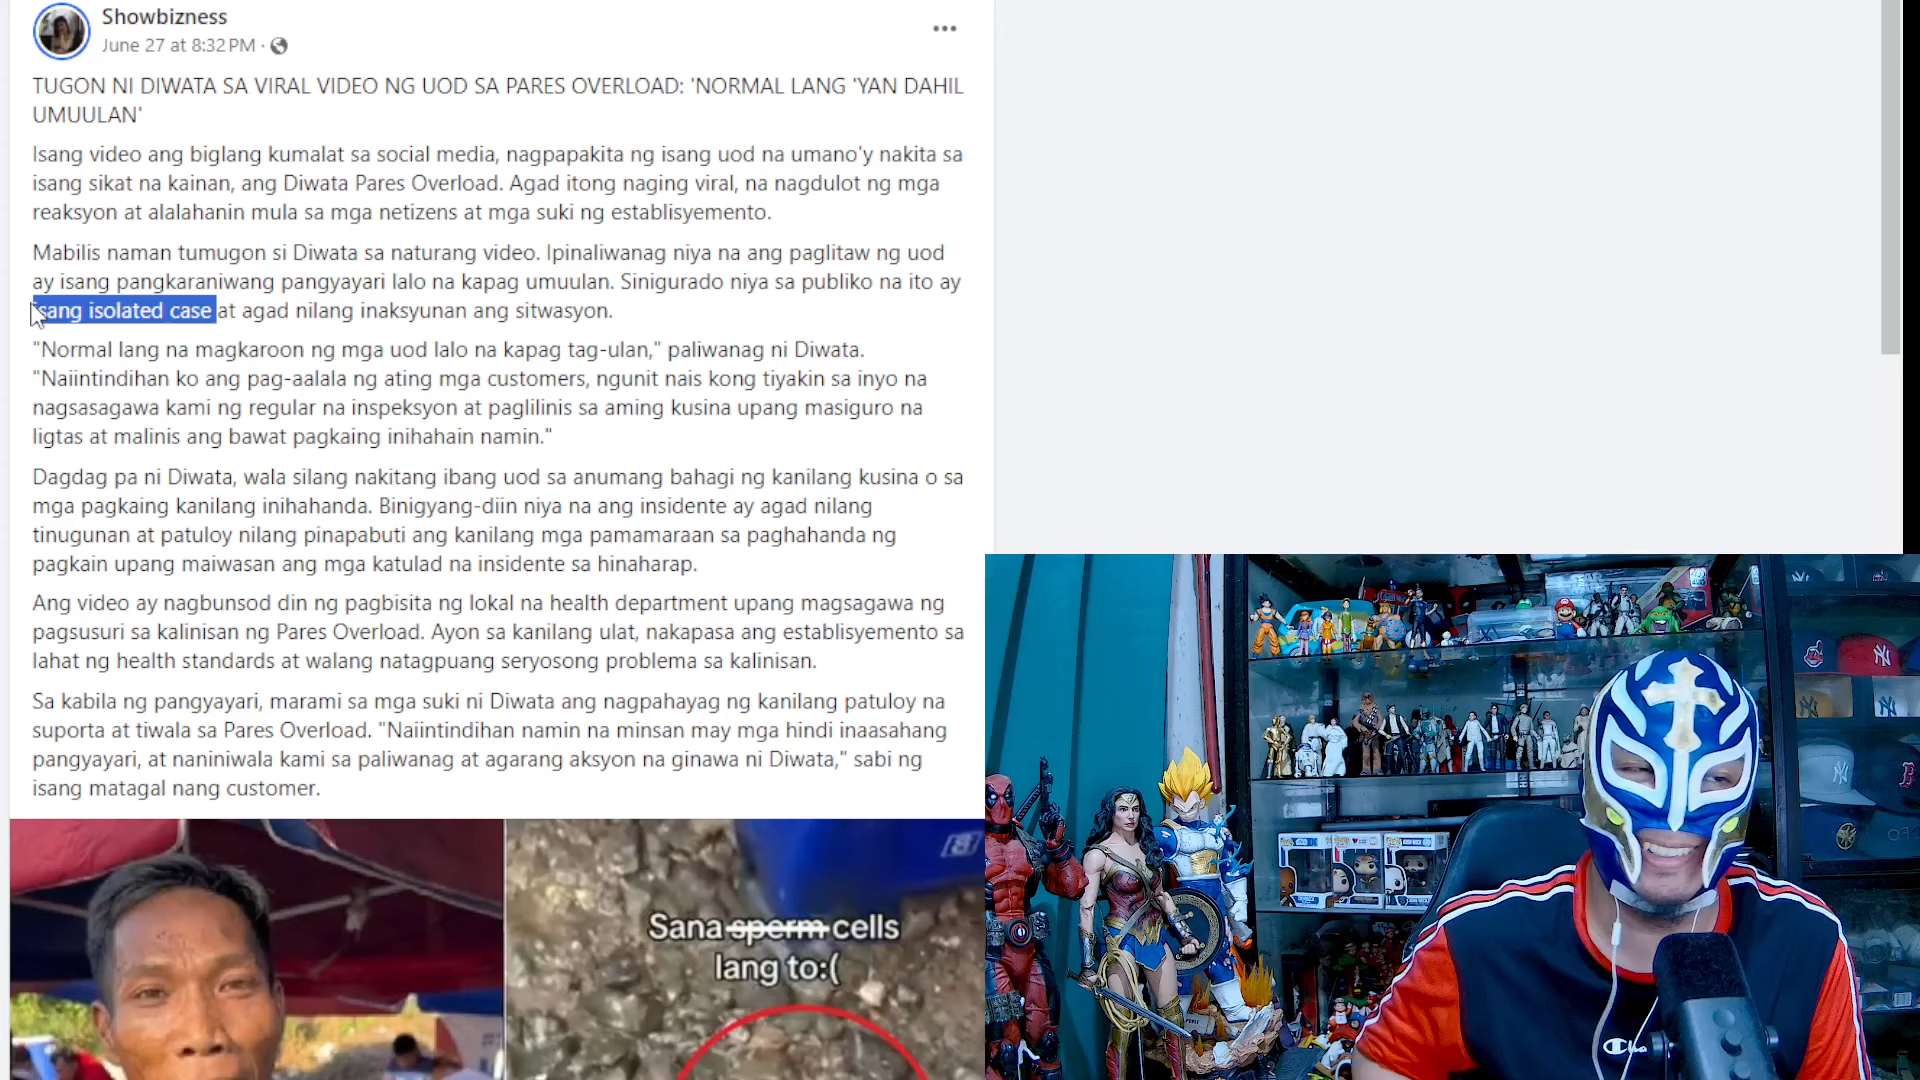 Showbizness
June 27 at 8:32 PM ·
TUGON NI DIWATA SA VIRAL VIDEO NG UOD SA PARES OVERLOAD: 'NORMAL LANG 'YAN DAHIL
UMUULAN'
Isang video ang biglang kumalat sa social media, nagpapakita ng isang uod na umano'y nakita sa
isang sikat na kainan, ang Diwata Pares Overload. Agad itong naging viral, na nagdulot ng mga
reaksyon at alalahanin mula sa mga netizens at mga suki ng establisyemento.
Mabilis naman tumugon si Diwata sa naturang video. Ipinaliwanag niya na ang paglitaw ng uod
ay isang pangkaraniwang pangyayari lalo na kapag umuulan. Sinigurado niya sa publiko na ito ay
isang isolated case at agad nilang inaksyunan ang sitwasyon.
"Normal lang na magkaroon ng mga uod lalo na kapag tag-ulan," paliwanag ni Diwata.
"Naiintindihan ko ang pag-aalala ng ating mga customers, ngunit nais kong tiyakin sa inyo na
nagsasagawa kami ng regular na inspeksyon at paglilinis sa aming kusina upang masiguro na
ligtas at malinis ang bawat pagkaing inihahain namin."
Dagdag pa ni Diwata, wala silang nakitang ibang uod sa anumang bahagi ng kanilang kusina o sa
mga pagkaing kanilang inihahanda. Binigyang-diin niya na ang insidente ay agad nilang
tinugunan at patuloy nilang pinapabuti ang kanilang mga pamamaraan sa paghahanda ng
pagkain upang maiwasan ang mga katulad na insidente sa hinaharap.
Ang video ay nagbunsod din ng pagbisita ng lokal na health department upang magsagawa ng
pagsusuri sa kalinisan ng Pares Overload. Ayon sa kanilang ulat, nakapasa ang establisyemento sa
lahat ng health standards at walang natagpuang seryosong problema sa kalinisan.
Sa kabila ng pangyayari, marami sa mga suki ni Diwata ang nagpahayag ng kanilang patuloy na
suporta at tiwala sa Pares Overload. "Naiintindihan namin na minsan may mga hindi inaasahang
pangyayari, at naniniwala kami sa paliwanag at agarang aksyon na ginawa ni Diwata," sabi ng
isang matagal nang customer.
Sana sperm cells
lang to:(